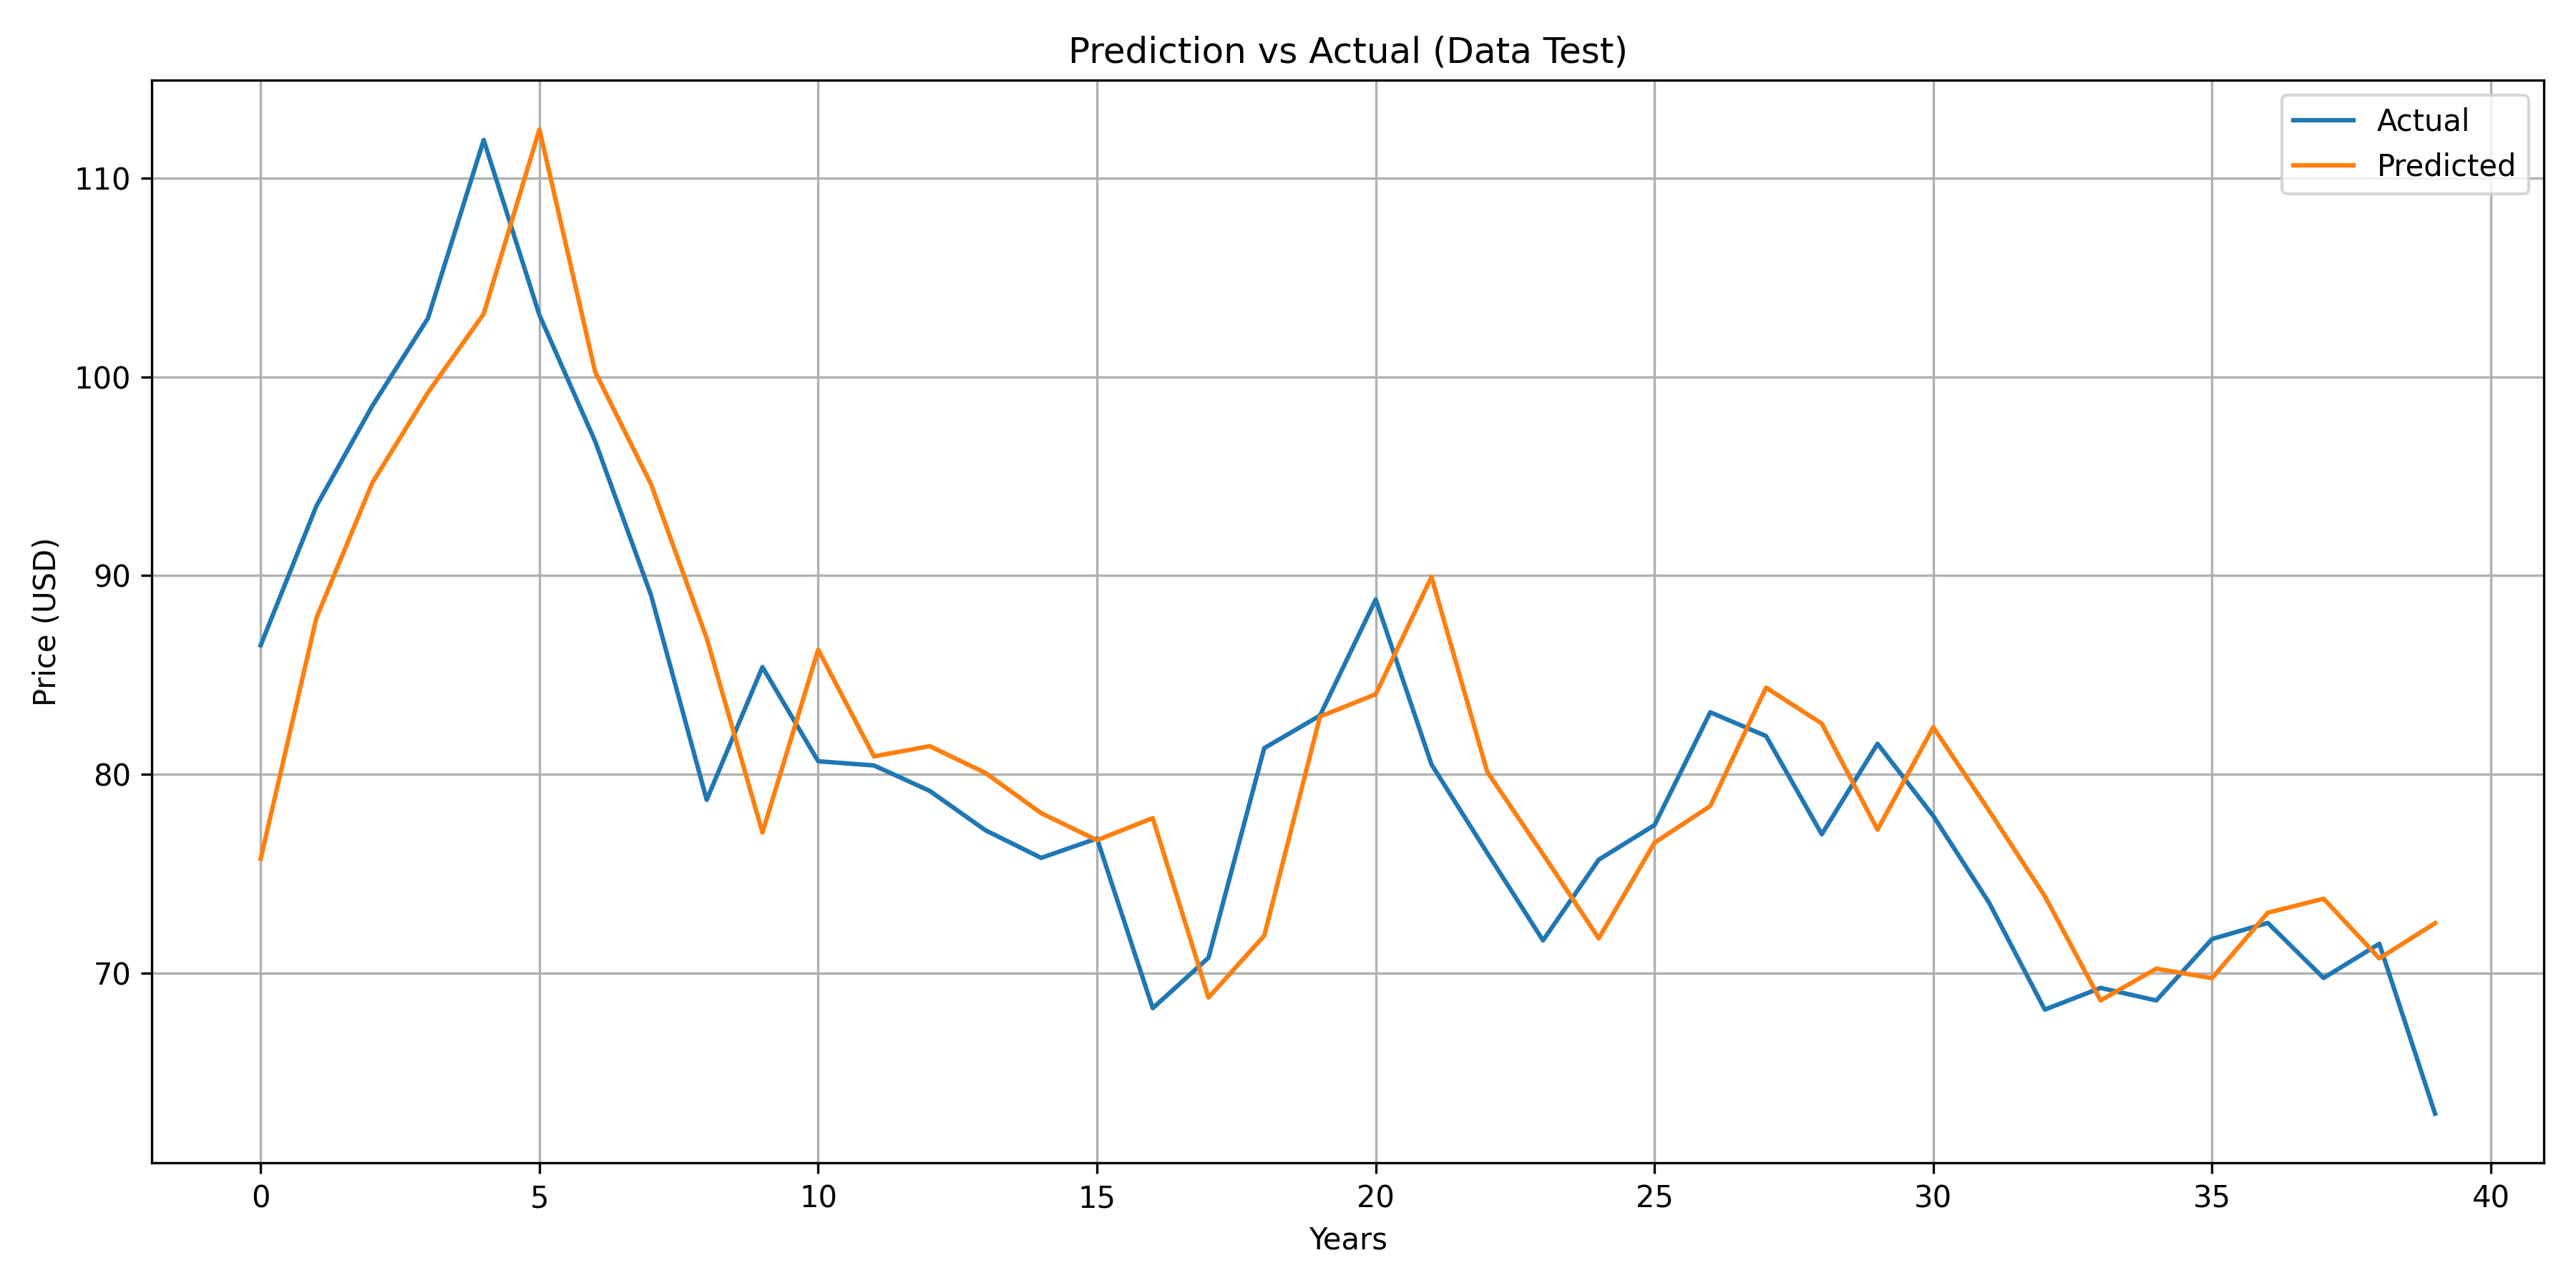 Prediction vs Actual (Data Test)
Actual
Predicted
Price (USD)
110
100
90
80
70
0 5 10 15 20 25 30 35 40
Years